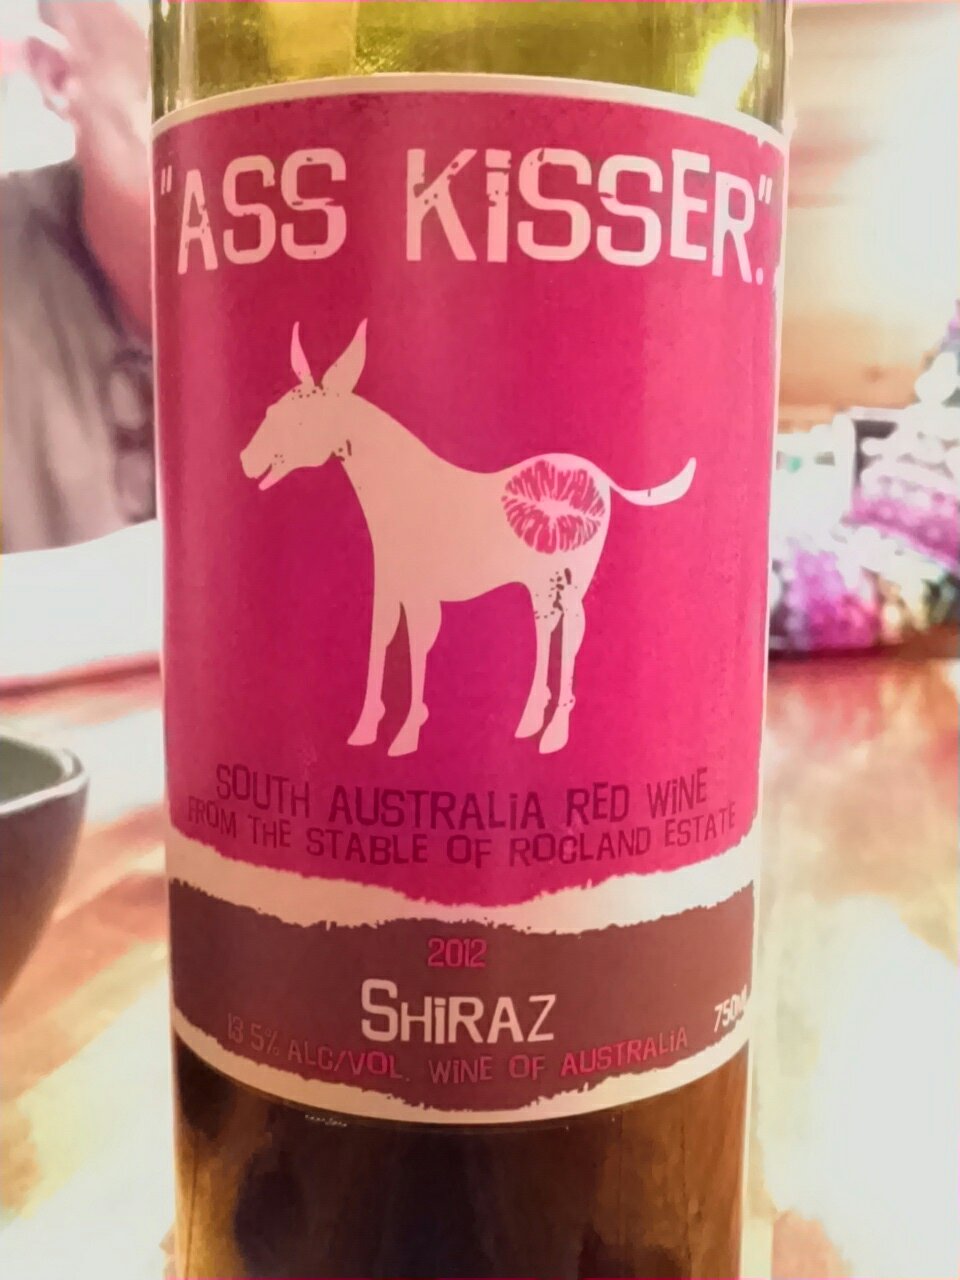 "ASS KISSER."
SOUTH AUSTRALIA RED WINE
FROM THE STABLE OF ROCLAND ESTATE
2012
SHIRAZ
750ML
13.5% ALC/VOL. WINE OF AUSTRALIA